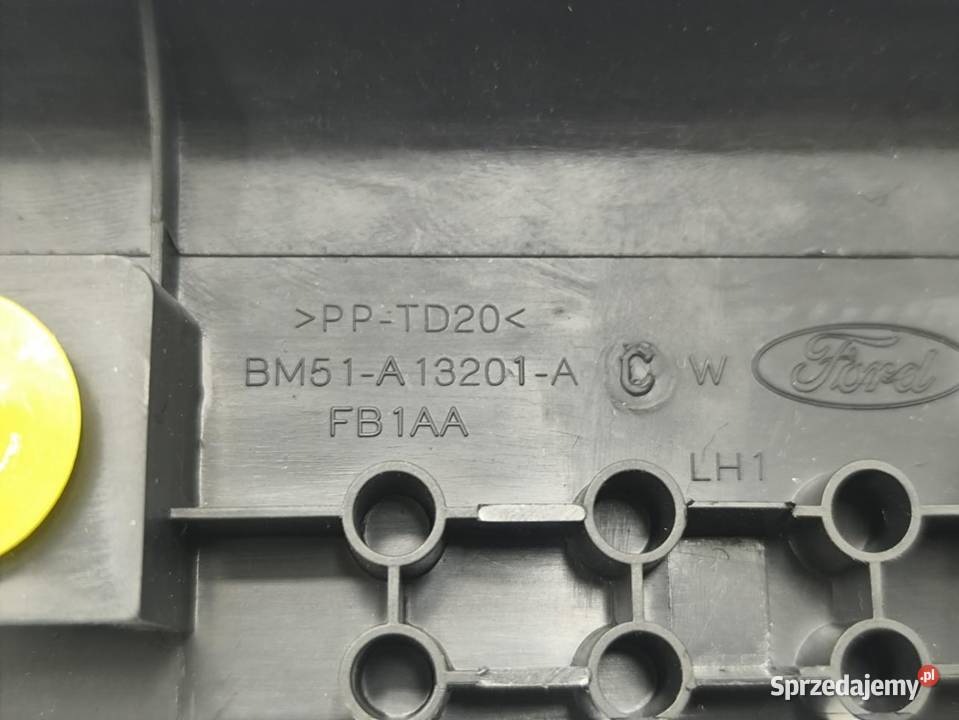 >PP-TD20<
BM51-A13201-A C W
Ford
FB1AA
LH1
Sprzedajemy.pl